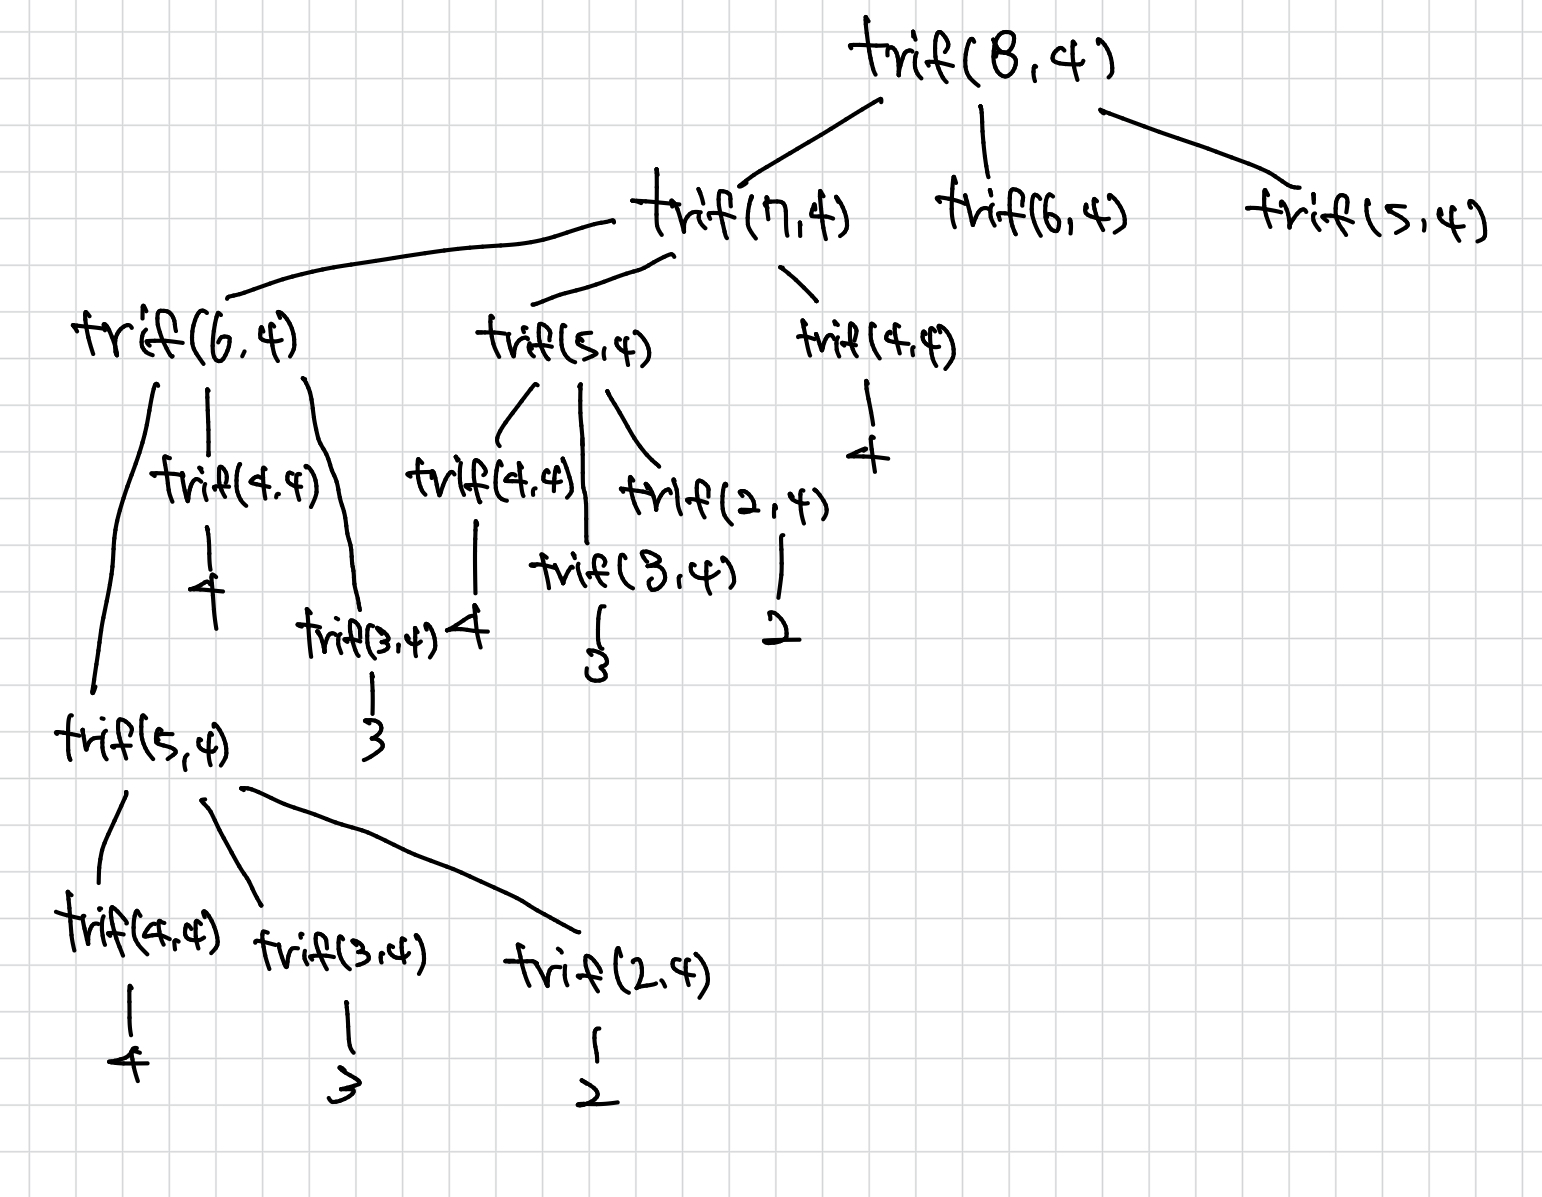 trif(8,4)
trif(7,4) trif(6,4) trif(5,4)
trif(6,4) trif(5,4) trif(4,4)
4
trif(4,4) trif(4,4) trif(2,4)
4 trif(3,4)
trif(3,4) 4 3 2
3
trif(5,4)
trif(4,4) trif(3,4) trif(2,4)
4 3 2